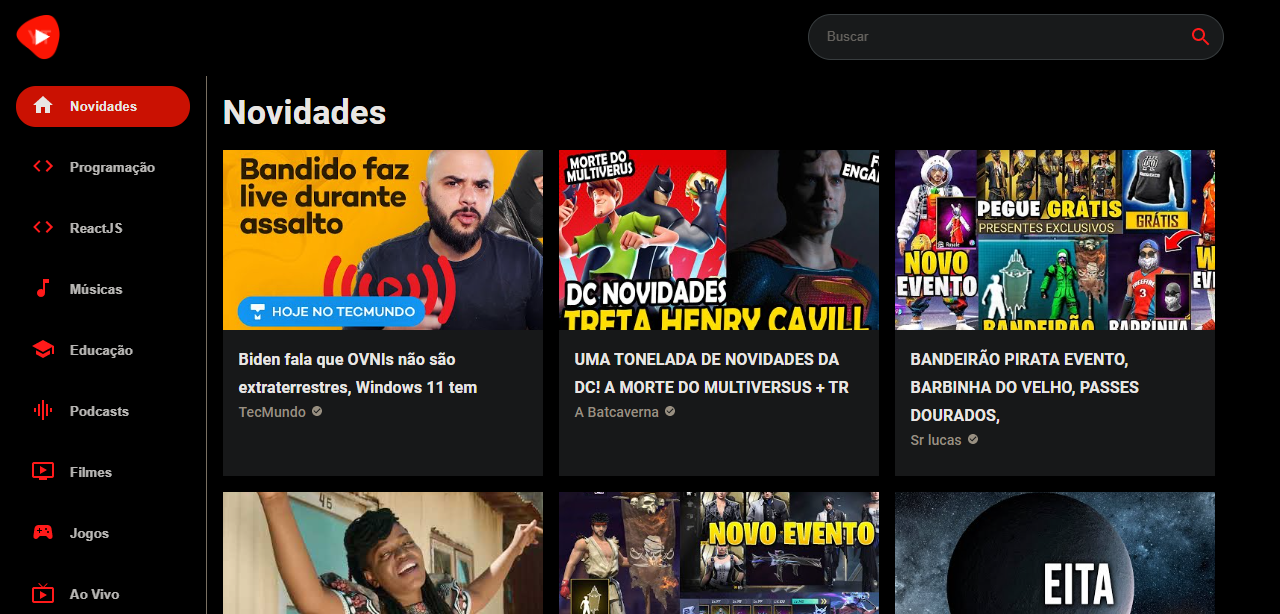 Buscar
Novidades
Programação
ReactJS
Músicas
Educação
Podcasts
Filmes
Jogos
Ao Vivo
Novidades
Bandido faz
live durante
assalto
HOJE NO TECMUNDO
Biden fala que OVNIs não são
extraterrestres, Windows 11 tem
TecMundo
MORTE DO
MULTIVERUS
DC NOVIDADES
TRETA HENRY CAVILL
UMA TONELADA DE NOVIDADES DA
DC! A MORTE DO MULTIVERSUS + TR
A Batcaverna
PEGUE GRÁTIS
PRESENTES EXCLUSIVOS
GRÁTIS
NOVO
EVENTO
BANDEIRÃO
BARBINHA
BANDEIRÃO PIRATA EVENTO,
BARBINHA DO VELHO, PASSES
DOURADOS,
Sr lucas
45
NOVO EVENTO
EITA